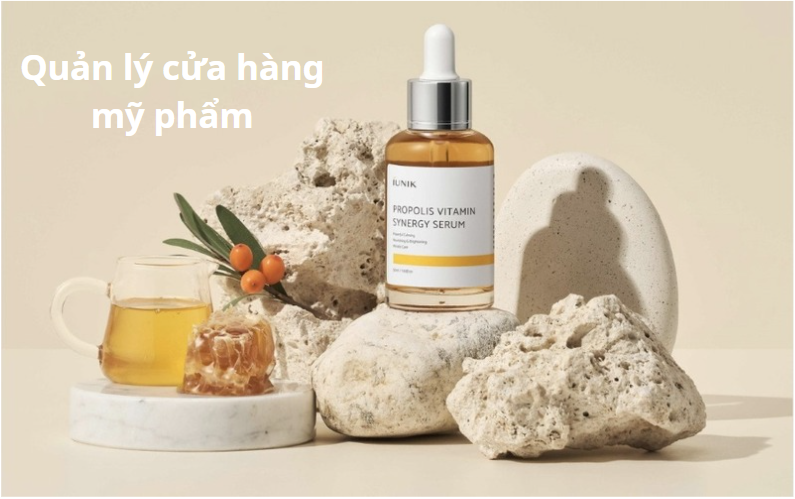 Quản lý cửa hàng
mỹ phẩm
iUNIK
PROPOLIS VITAMIN
SYNERGY SERUM